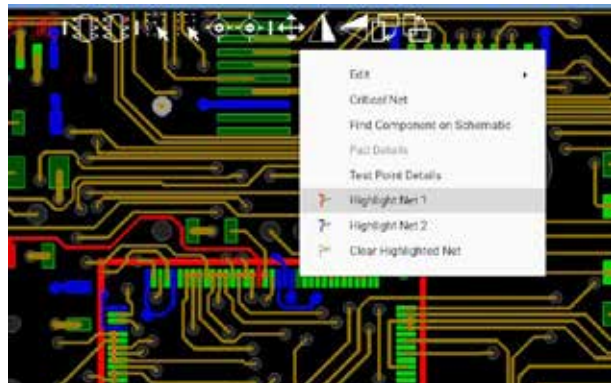 Edit
Critical Net
Find Component on Schematic
Pad Details
Test Point Details
Highlight Net 1
Highlight Net 2
Clear Highlighted Net